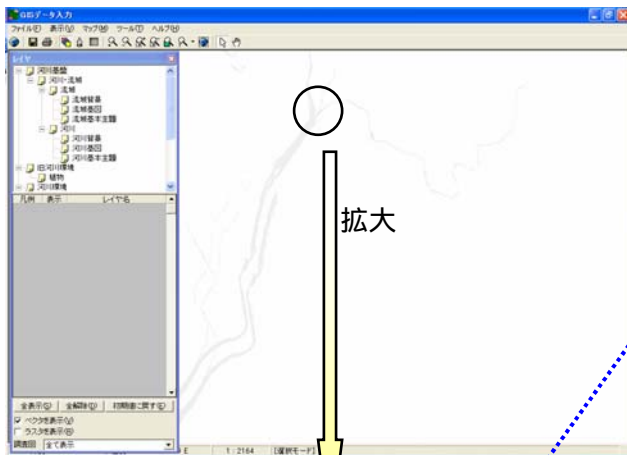 GISデータ入力
ファイル(F) 表示(V) マップ(M) ツール(T) ヘルプ(H)
レイヤ
河川基盤
河川・流域
流域
流域背景
流域基図
流域基本主題
河川
河川背景
河川基図
河川基本主題
旧河川環境
植物
河川環境
凡例 表示 レイヤ名
拡大
全表示(S) 全解除(D) 初期値に戻す(I)
ベクタを表示(V)
ラスタを表示(R)
調査回 全て表示
E 1:2164 [選択モード]